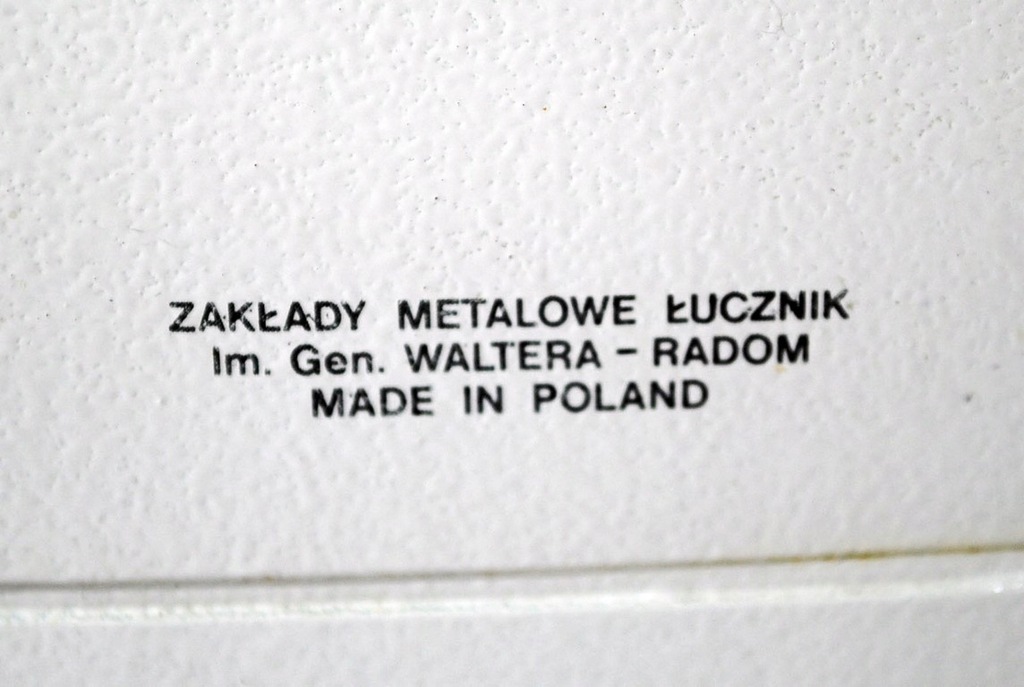 ZAKŁADY METALOWE ŁUCZNIK
Im. Gen. WALTERA – RADOM
MADE IN POLAND